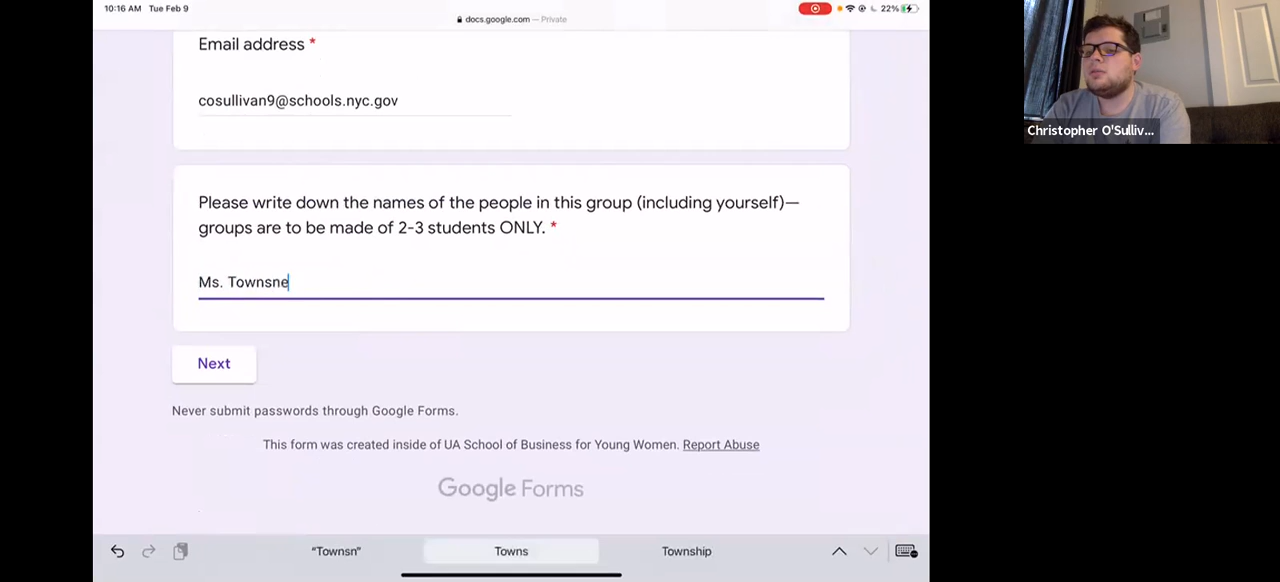 10:16 AM Tue Feb 9
docs.google.com — Private
22%
Email address *
cosullivan9@schools.nyc.gov
Christopher O'Sulliv...
Please write down the names of the people in this group (including yourself)—
groups are to be made of 2-3 students ONLY. *
Ms. Townsne
Next
Never submit passwords through Google Forms.
This form was created inside of UA School of Business for Young Women. Report Abuse
Google Forms
“Townsn” Towns Township